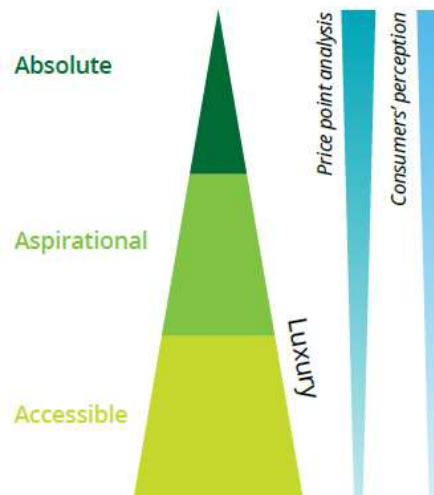 Absolute
Aspirational
Accessible
Luxury
Price point analysis
Consumers' perception